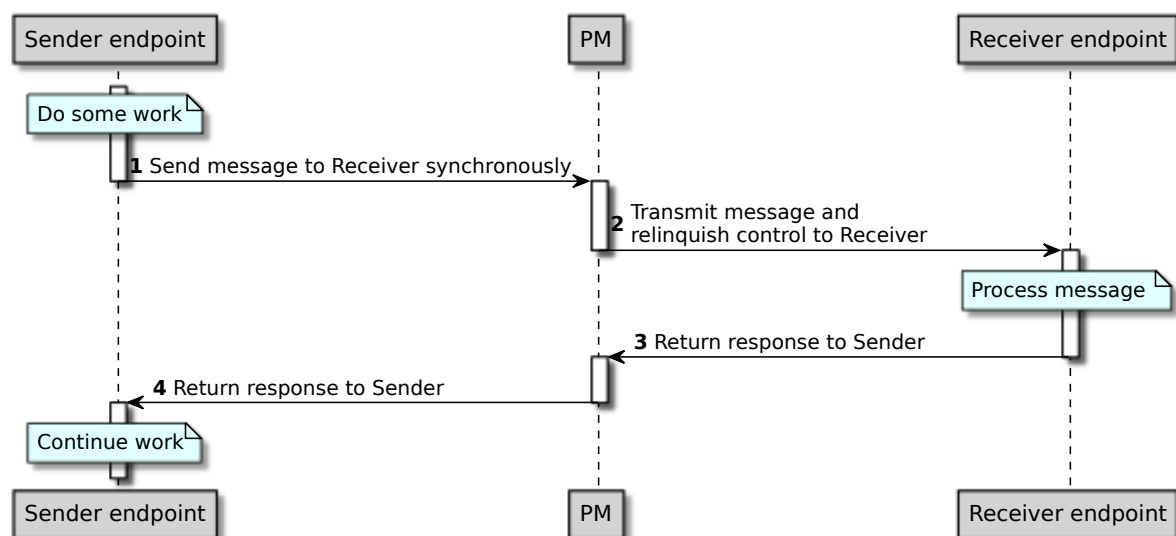 Sender endpoint
PM
Receiver endpoint
Do some work
1 Send message to Receiver synchronously
2 Transmit message and
relinquish control to Receiver
Process message
3 Return response to Sender
4 Return response to Sender
Continue work
Sender endpoint
PM
Receiver endpoint